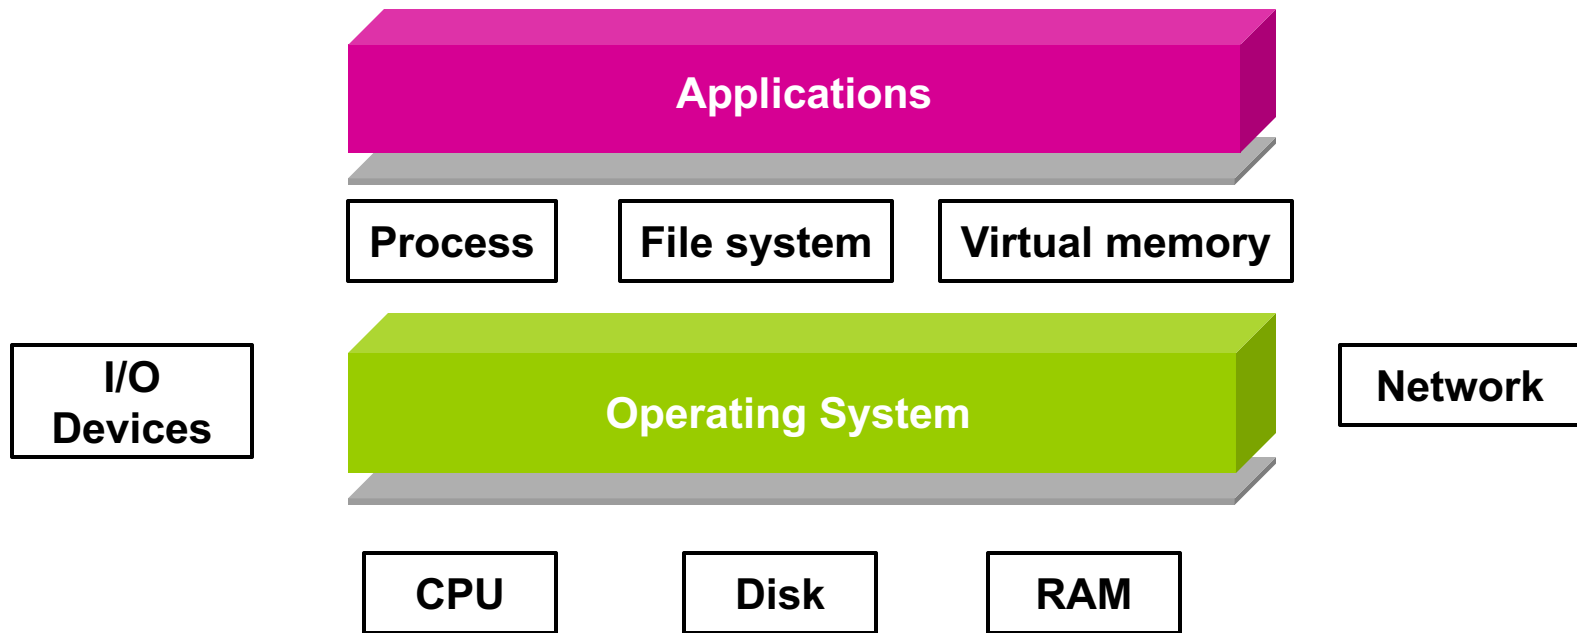 Applications
Process
File system
Virtual memory
I/O
Devices
Operating System
Network
CPU
Disk
RAM